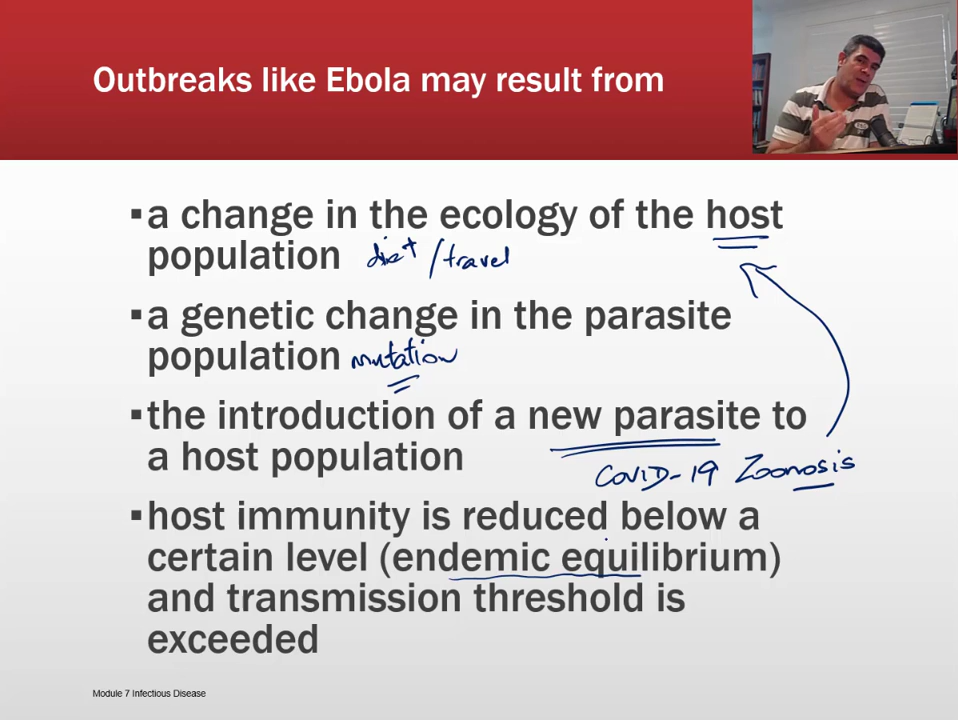 Outbreaks like Ebola may result from
▪a change in the ecology of the host
population diet/travel
▪a genetic change in the parasite
population mutation
▪the introduction of a new parasite to
a host population
COVID-19 Zoonosis
▪host immunity is reduced below a
certain level (endemic equilibrium)
and transmission threshold is
exceeded
Module 7 Infectious Disease